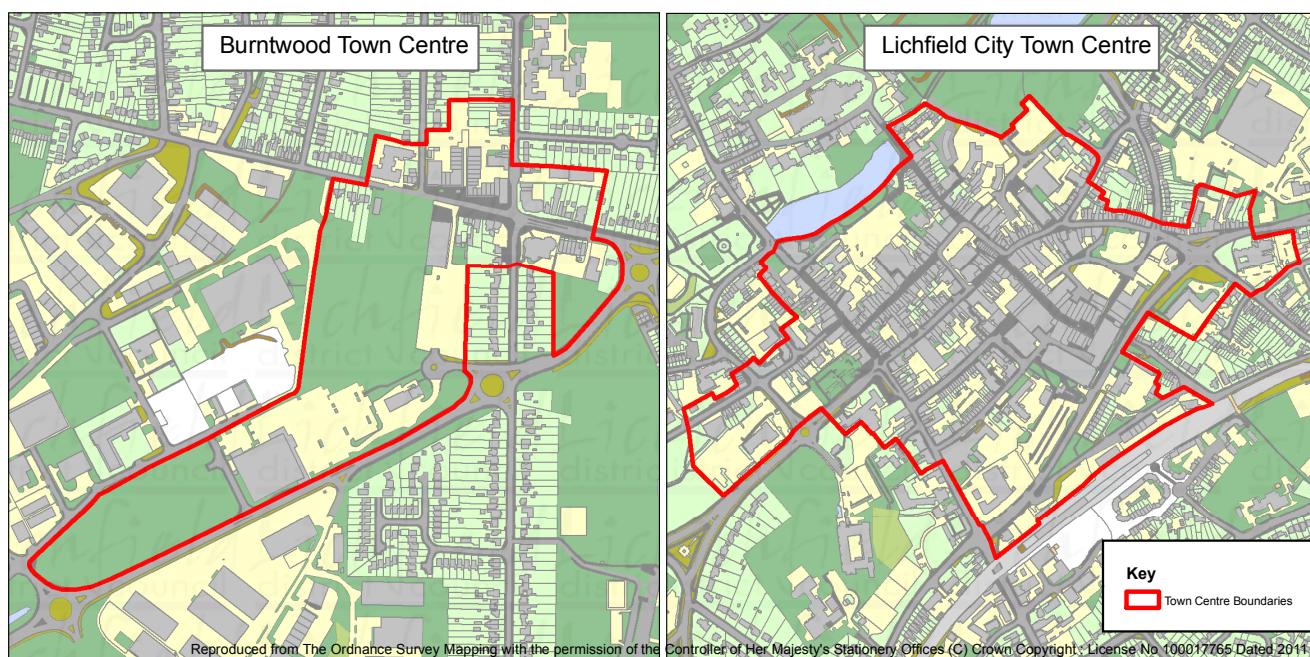 Burntwood Town Centre
Lichfield City Town Centre
Key
Town Centre Boundaries
Reproduced from The Ordnance Survey Mapping with the permission of the Controller of Her Majesty's Stationery Offices (C) Crown Copyright : License No 100017765 Dated 2011